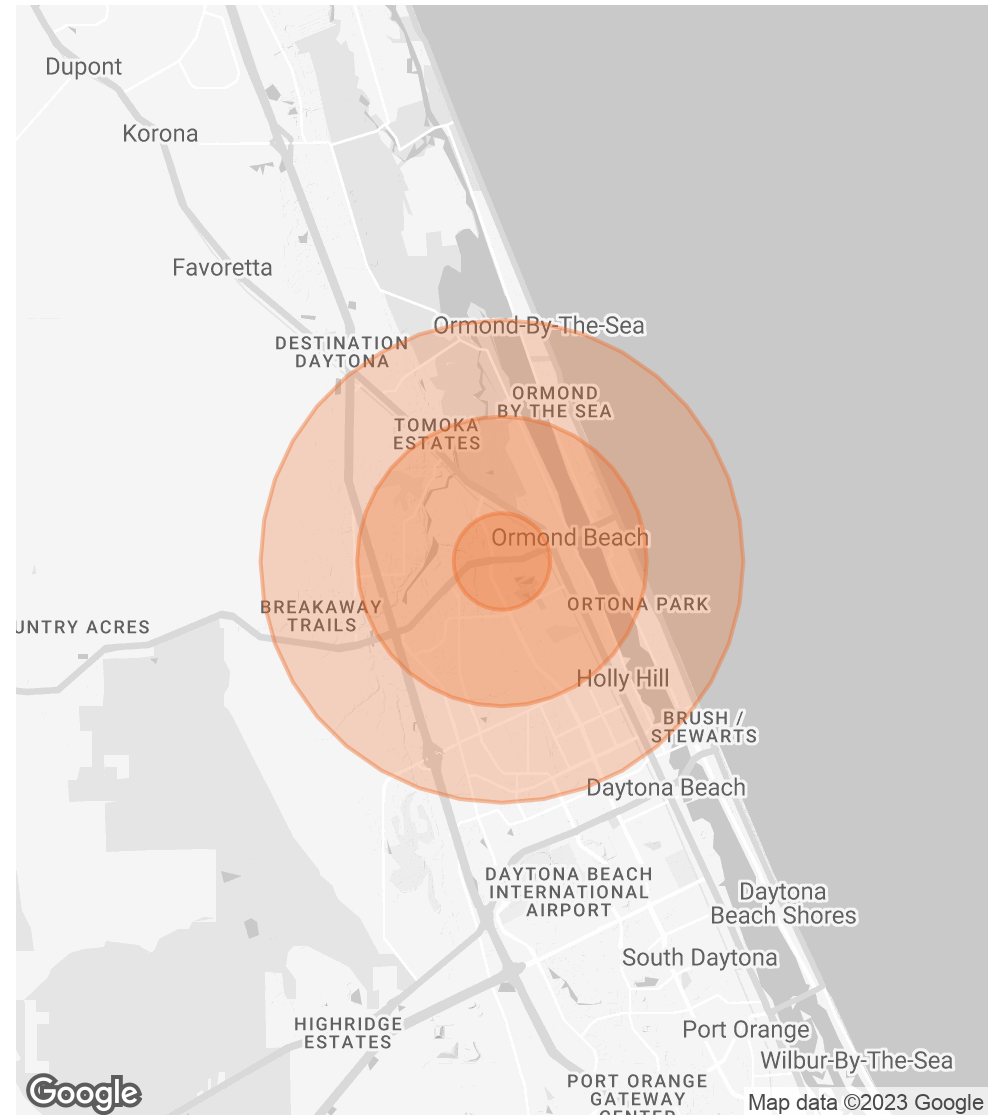 Dupont
Korona
Favoretta
Ormond-By-The-Sea
DESTINATION
DAYTONA
ORMOND
BY THE SEA
TOMOKA
ESTATES
Ormond Beach
BREAKAWAY
TRAILS
ORTONA PARK
UNTRY ACRES
Holly Hill
BRUSH /
STEWARTS
Daytona Beach
DAYTONA BEACH
INTERNATIONAL
AIRPORT
Daytona
Beach Shores
South Daytona
HIGHRIDGE
ESTATES
Port Orange
Wilbur-By-The-Sea
PORT ORANGE
GATEWAY
CENTER
Google
Map data ©2023 Google